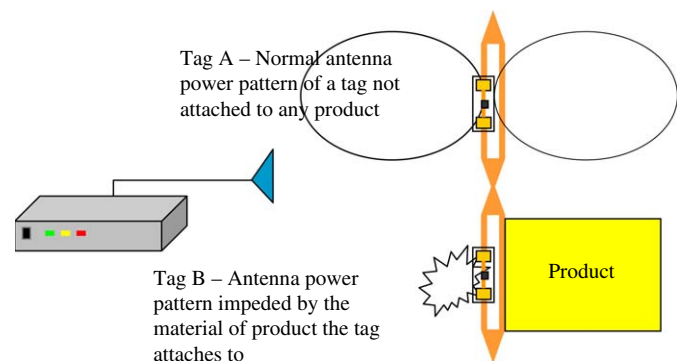 Tag A – Normal antenna
power pattern of a tag not
attached to any product
Tag B – Antenna power
pattern impeded by the
material of product the tag
attaches to
Product